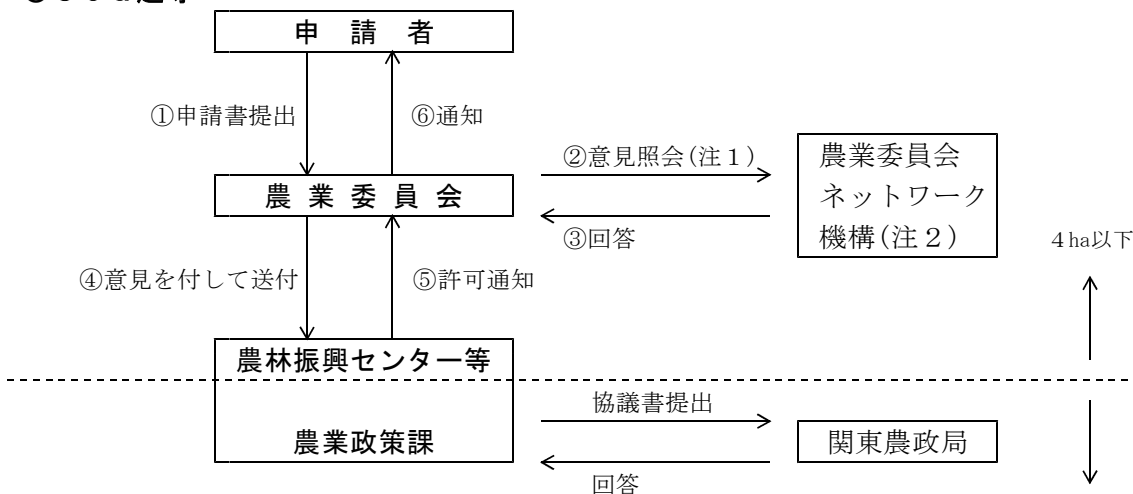 申 請 者
①申請書提出
⑥通知
②意見照会(注１)
農業委員会
ネットワーク
機構(注２)
農 業 委 員 会
③回答
４ha以下
④意見を付して送付
⑤許可通知
農林振興センター等
協議書提出
農業政策課
関東農政局
回答